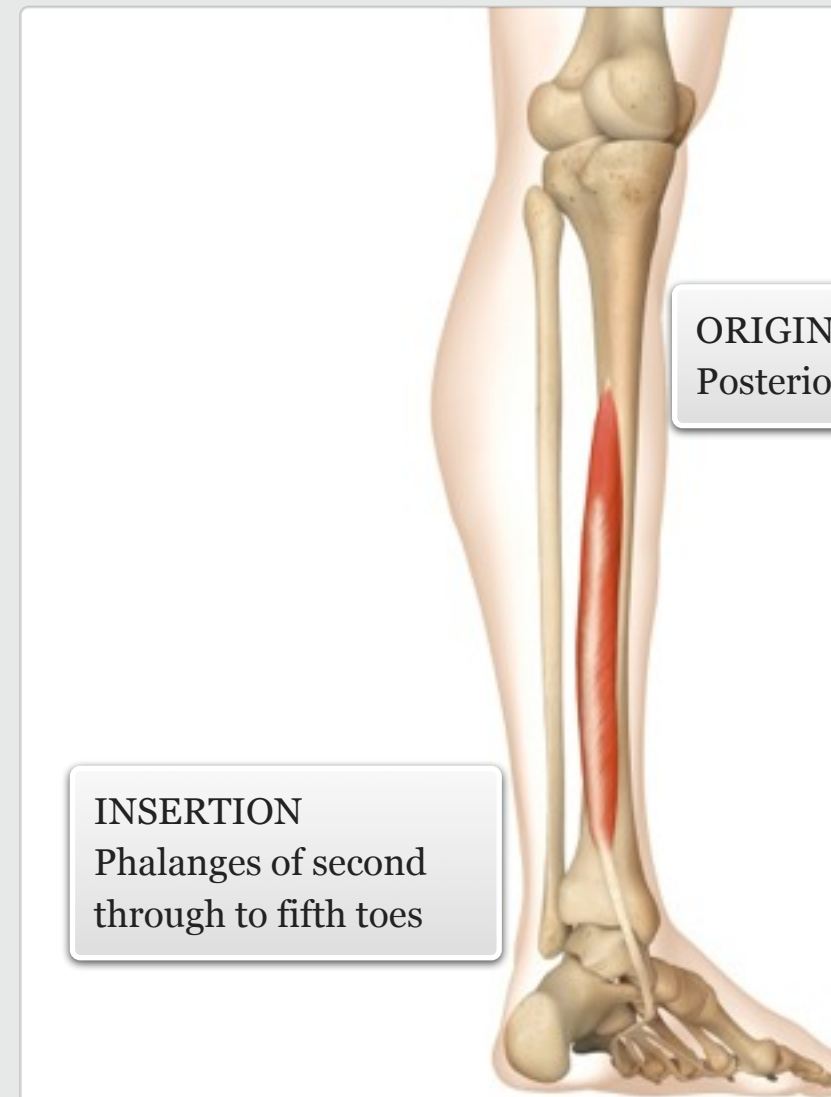 ORIGIN
INSERTION
Phalanges of second
through to fifth toes